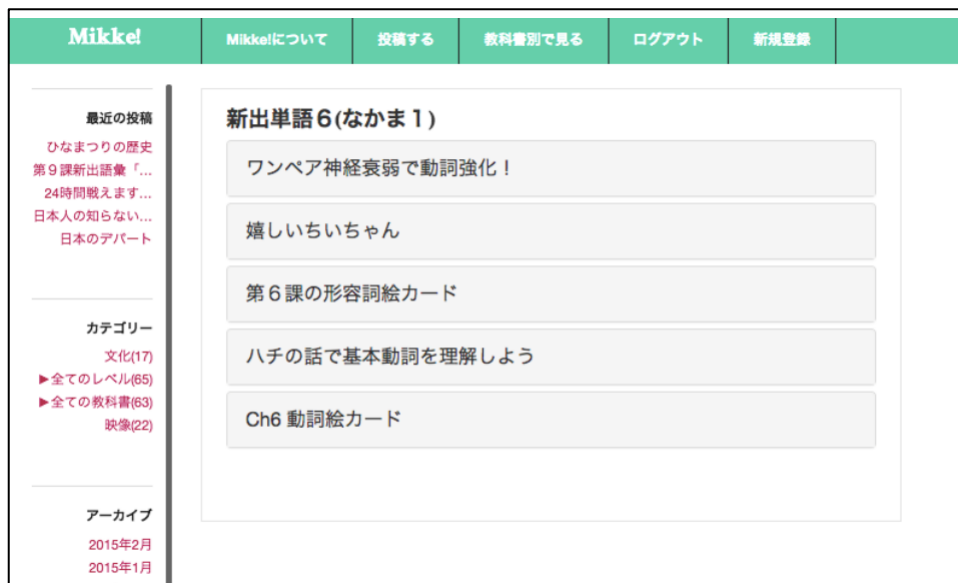 Mikke!
Mikke!について
投稿する
教科書別で見る
ログアウト
新規登録
最近の投稿
ひなまつりの歴史
第９課新出語彙「...
24時間戦えます...
日本人の知らない...
日本のデパート
カテゴリー
文化(17)
▶全てのレベル(65)
▶全ての教科書(63)
映像(22)
アーカイブ
2015年2月
2015年1月
新出単語６(なかま１)
ワンペア神経衰弱で動詞強化！
嬉しいちいちゃん
第６課の形容詞絵カード
ハチの話で基本動詞を理解しよう
Ch6 動詞絵カード